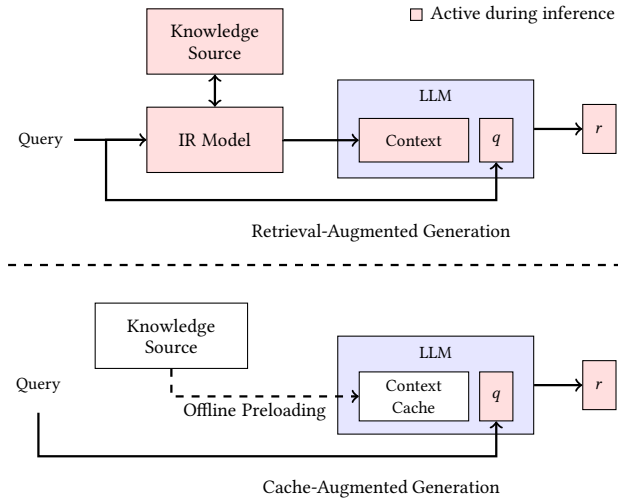 Active during inference
Knowledge
Source
LLM
Query
IR Model
Context
q
r
Retrieval-Augmented Generation
Knowledge
Source
LLM
Query
Context
Cache
q
r
Offline Preloading
Cache-Augmented Generation